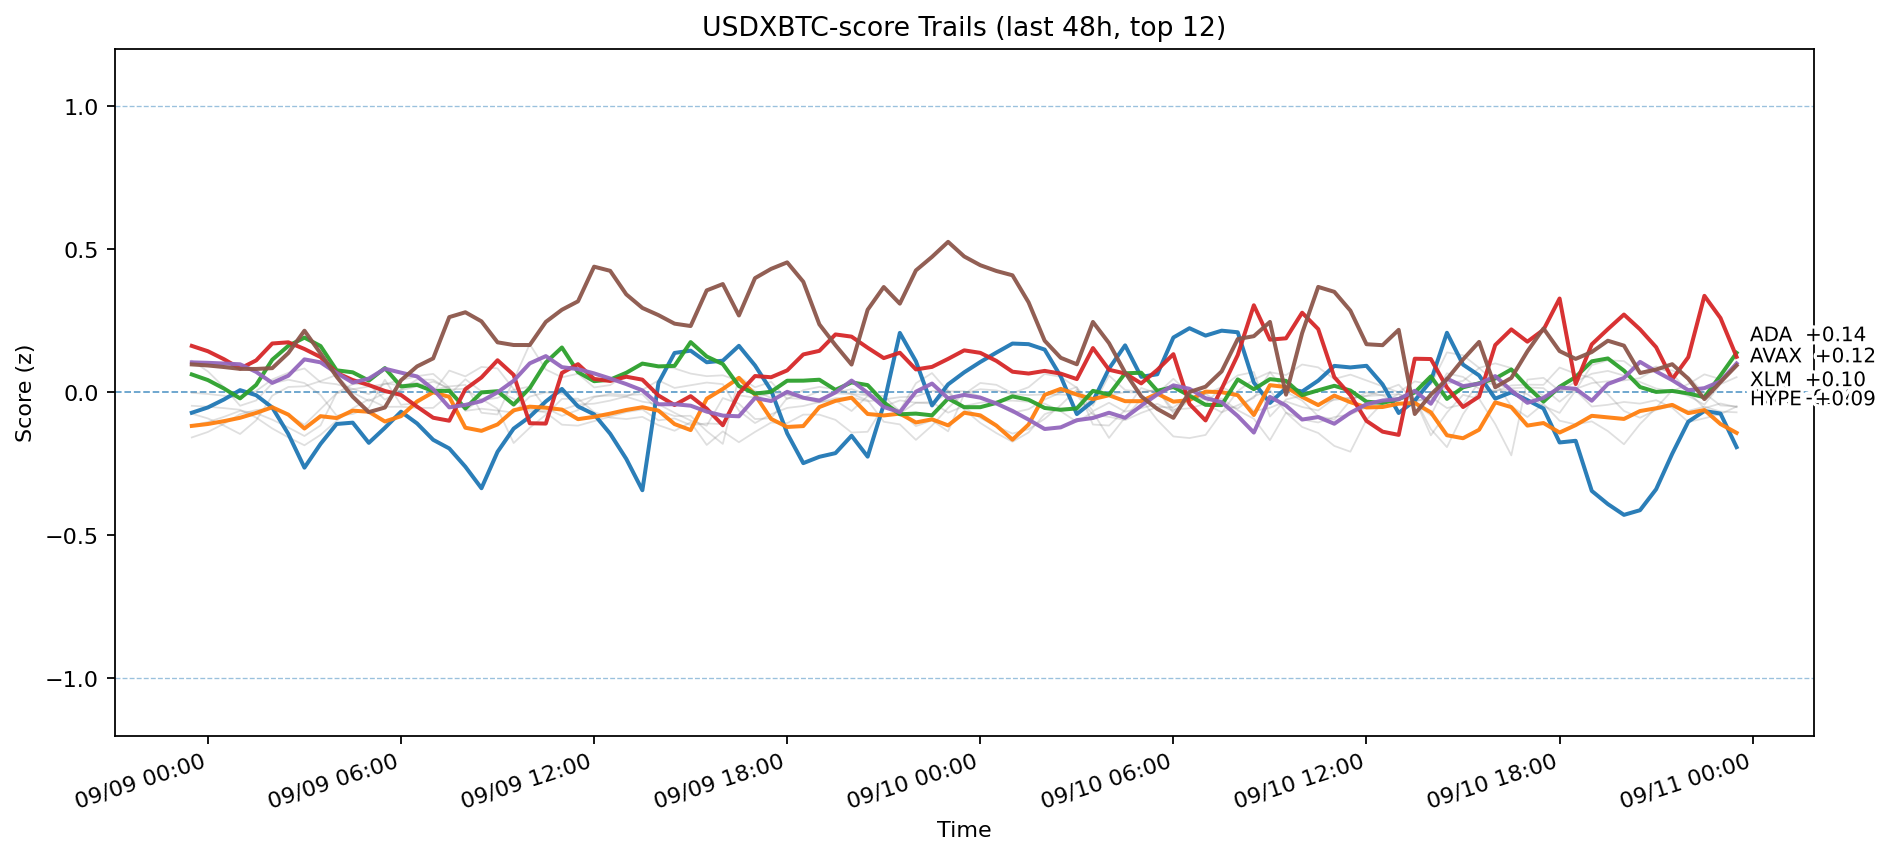 USDXBTC-score Trails (last 48h, top 12)
Score (z)
1.0
0.5
0.0
−0.5
−1.0
ADA +0.14
AVAX +0.12
XLM +0.10
HYPE +0.09
09/09 00:00
09/09 06:00
09/09 12:00
09/09 18:00
09/10 00:00
09/10 06:00
09/10 12:00
09/10 18:00
09/11 00:00
Time